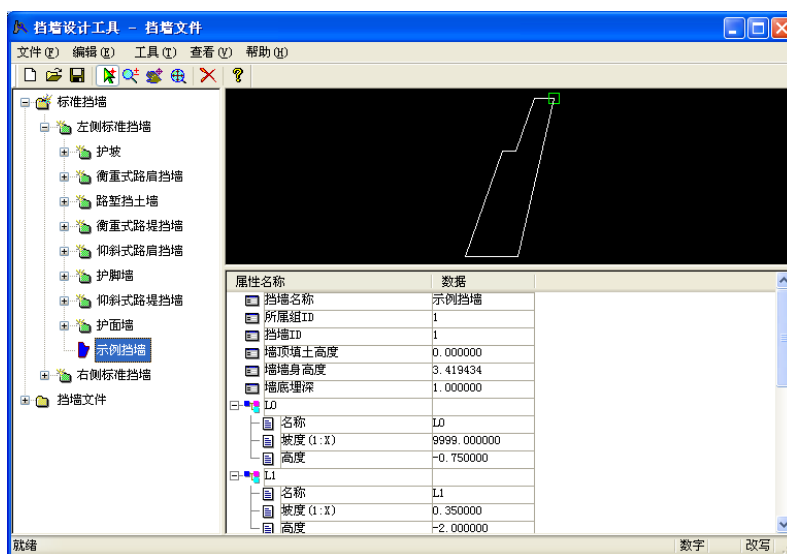 挡墙设计工具 - 挡墙文件
文件(F) 编辑(E) 工具(T) 查看(V) 帮助(H)
标准挡墙
左侧标准挡墙
护坡
衡重式路肩挡墙
路堑挡土墙
衡重式路堤挡墙
仰斜式路肩挡墙
护脚墙
仰斜式路堤挡墙
护面墙
示例挡墙
右侧标准挡墙
挡墙文件
属性名称 数据
挡墙名称 示例挡墙
所属组ID 1
挡墙ID 1
墙顶填土高度 0.000000
墙墙身高度 3.419434
墙底埋深 1.000000
L0
名称 L0
坡度(1:X) 9999.000000
高度 -0.750000
L1
名称 L1
坡度(1:X) 0.350000
高度 -2.000000
就绪 数字 改写